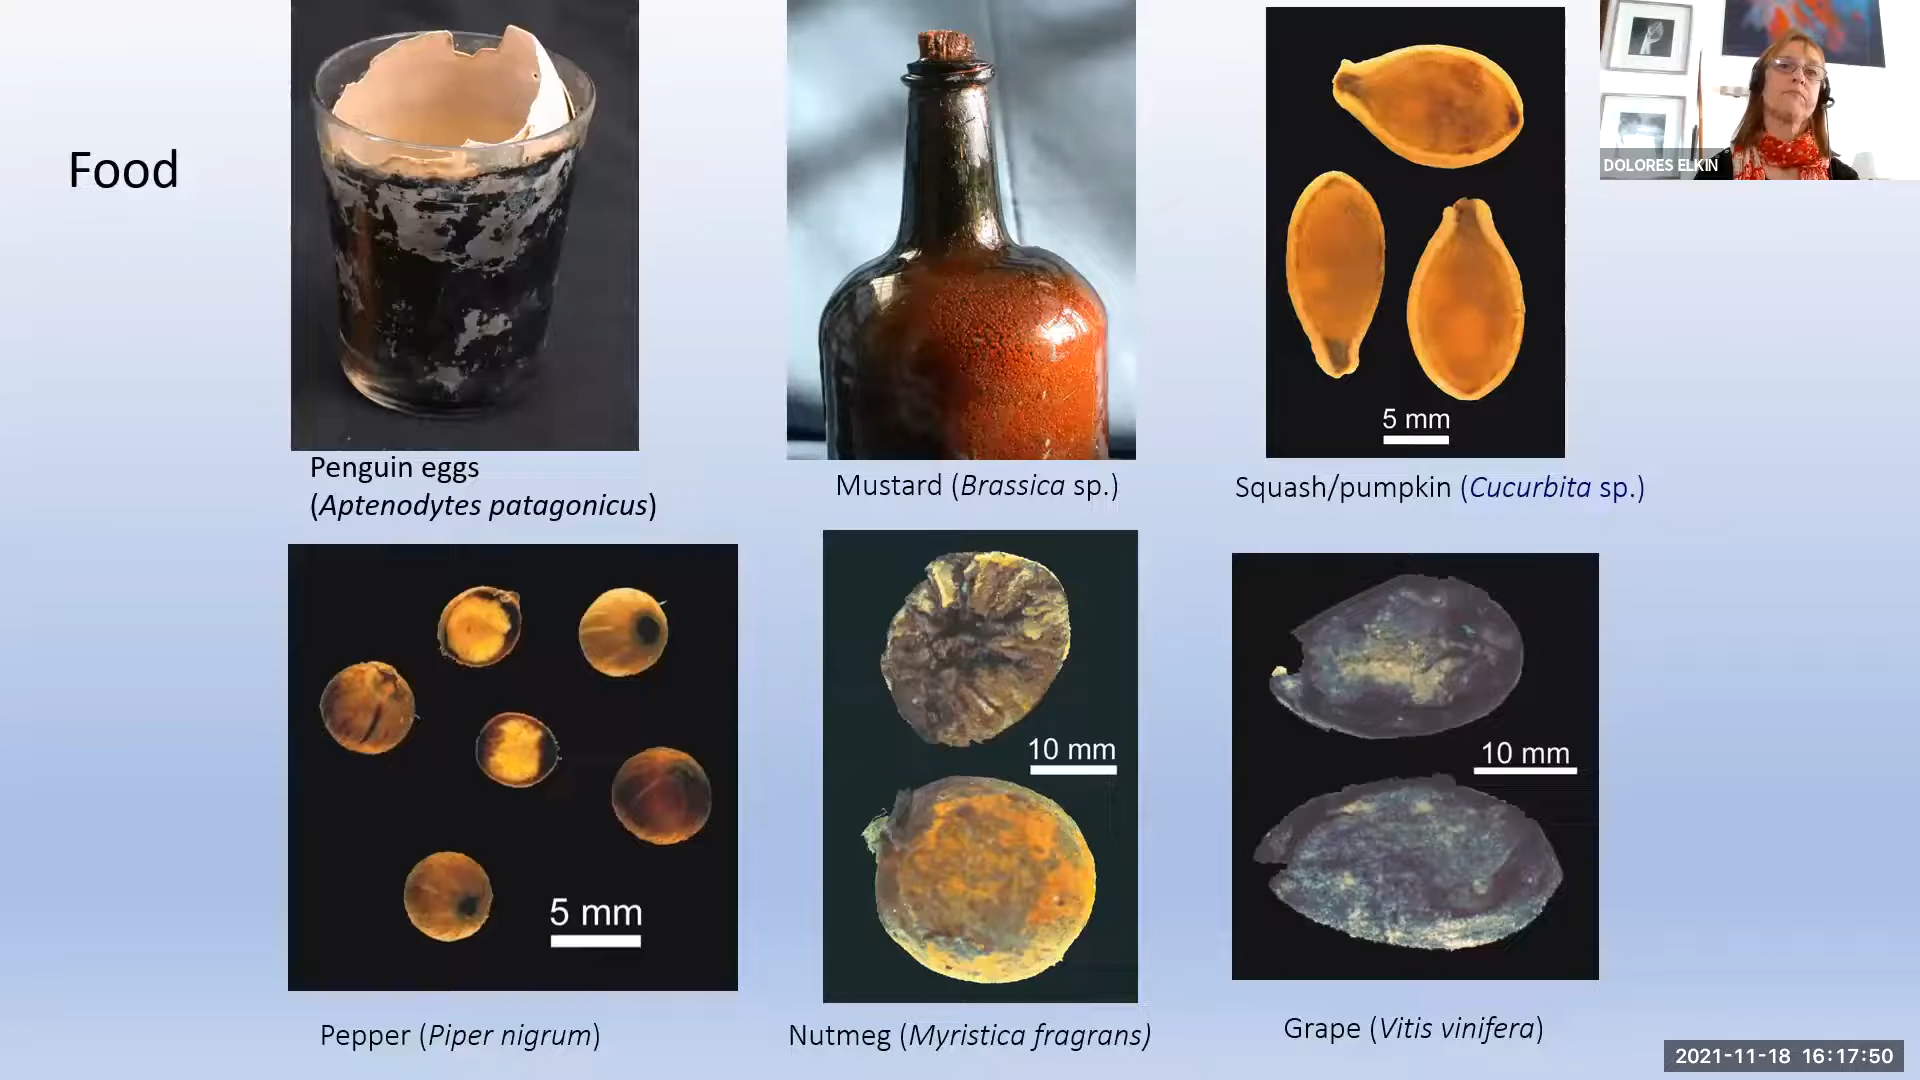 Food
DOLORES ELKIN
5 mm
Penguin eggs
(Aptenodytes patagonicus)
Mustard (Brassica sp.)
Squash/pumpkin (Cucurbita sp.)
5 mm
10 mm
10 mm
Pepper (Piper nigrum)
Nutmeg (Myristica fragrans)
Grape (Vitis vinifera)
2021-11-18 16:17:50